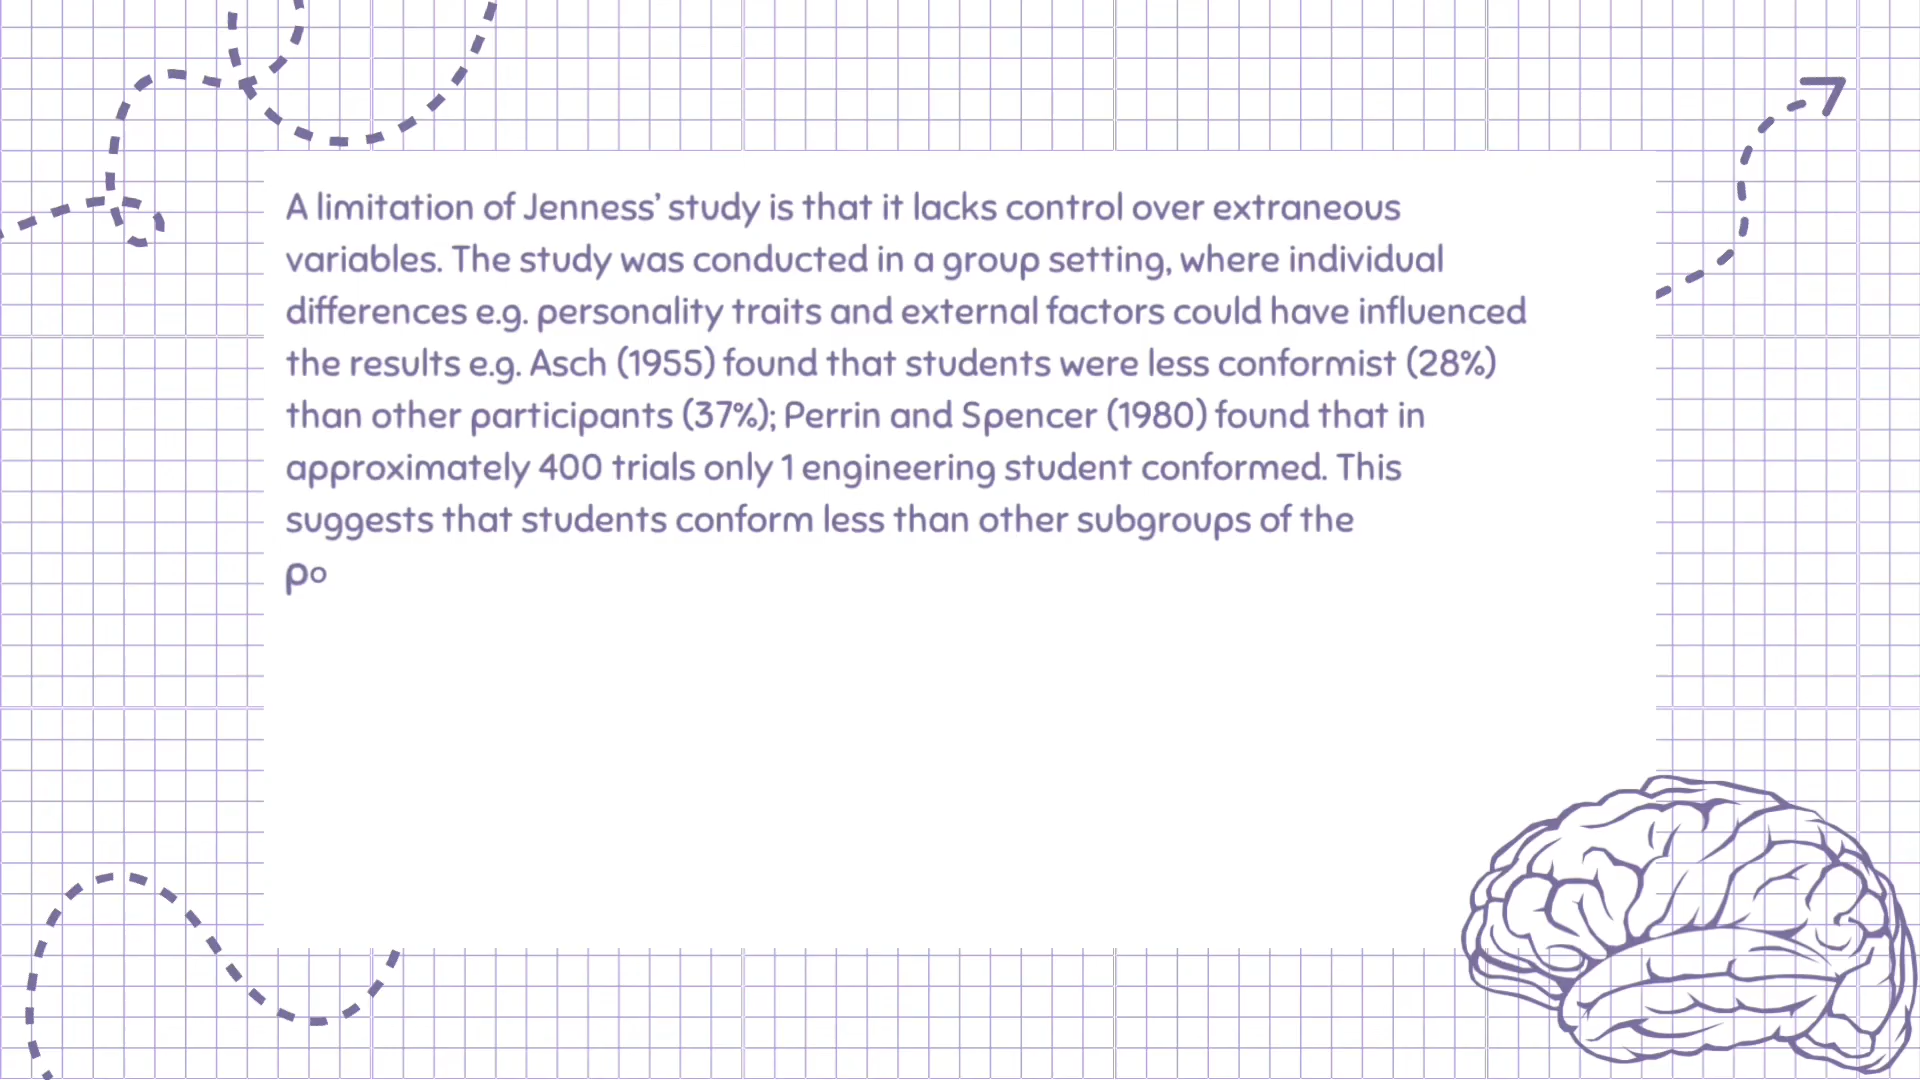 A limitation of Jenness’ study is that it lacks control over extraneous
variables. The study was conducted in a group setting, where individual
differences e.g. personality traits and external factors could have influenced
the results e.g. Asch (1955) found that students were less conformist (28%)
than other participants (37%); Perrin and Spencer (1980) found that in
approximately 400 trials only 1 engineering student conformed. This
suggests that students conform less than other subgroups of the
po